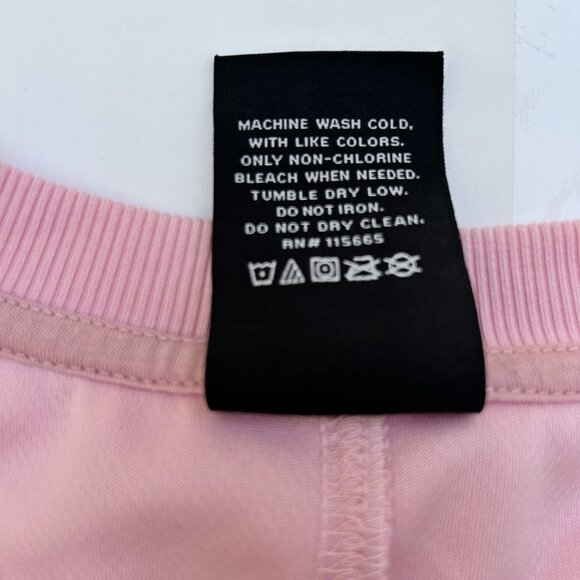 MACHINE WASH COLD,
WITH LIKE COLORS.
ONLY NON-CHLORINE
BLEACH WHEN NEEDED.
TUMBLE DRY LOW.
DO NOT IRON.
DO NOT DRY CLEAN.
RN# 115665